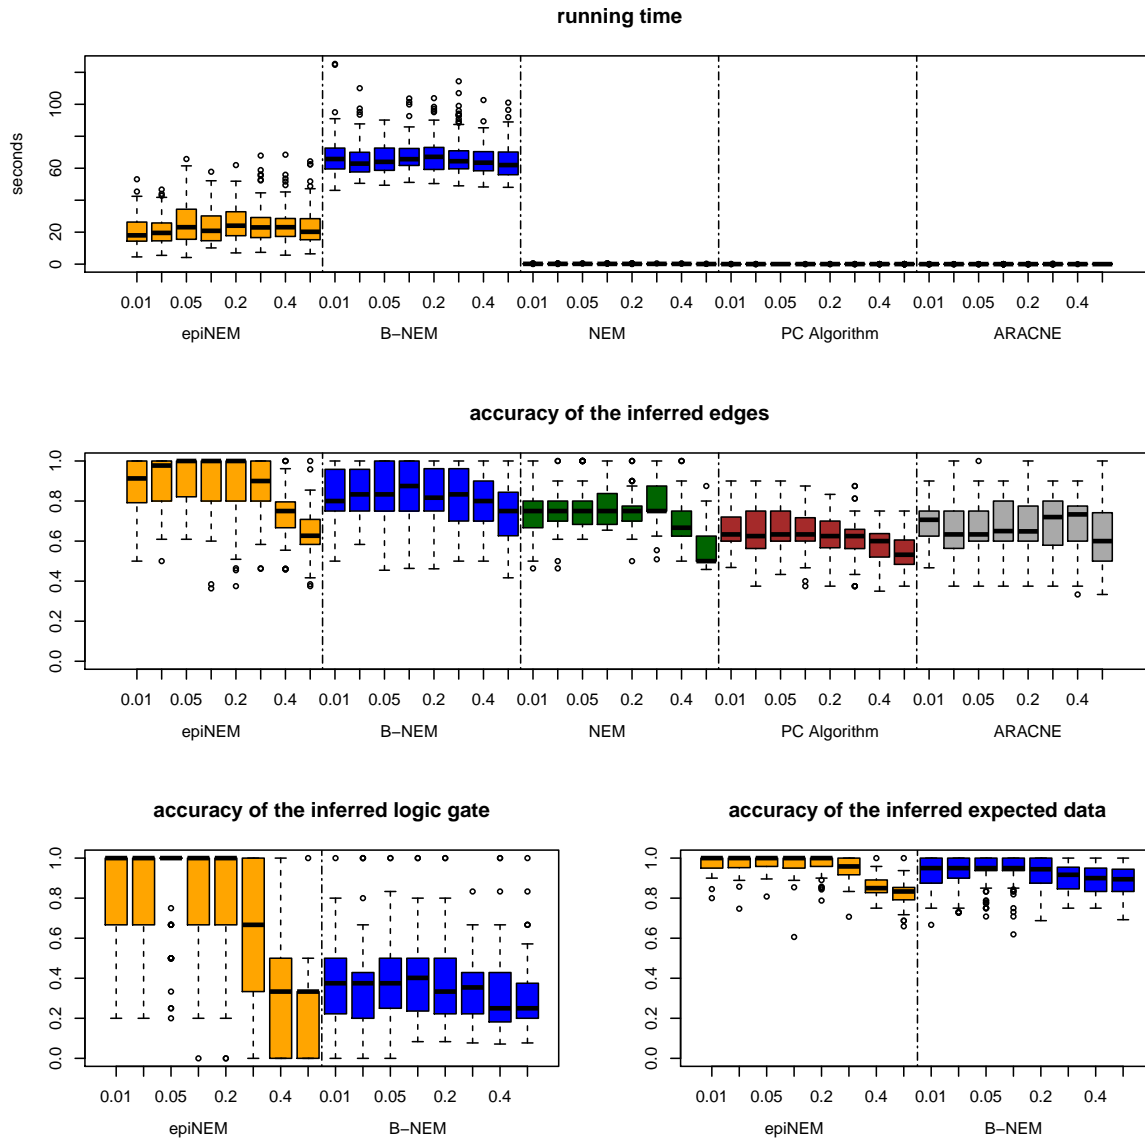 running time
seconds
0 20 60 100
0.01 0.05 0.2 0.4 0.01 0.05 0.2 0.4 0.01 0.05 0.2 0.4 0.01 0.05 0.2 0.4 0.01 0.05 0.2 0.4
epiNEM B−NEM NEM PC Algorithm ARACNE
accuracy of the inferred edges
0.0 0.2 0.4 0.6 0.8 1.0
0.01 0.05 0.2 0.4 0.01 0.05 0.2 0.4 0.01 0.05 0.2 0.4 0.01 0.05 0.2 0.4 0.01 0.05 0.2 0.4
epiNEM B−NEM NEM PC Algorithm ARACNE
accuracy of the inferred logic gate
0.0 0.2 0.4 0.6 0.8 1.0
0.01 0.05 0.2 0.4 0.01 0.05 0.2 0.4
epiNEM B−NEM
accuracy of the inferred expected data
0.0 0.2 0.4 0.6 0.8 1.0
0.01 0.05 0.2 0.4 0.01 0.05 0.2 0.4
epiNEM B−NEM